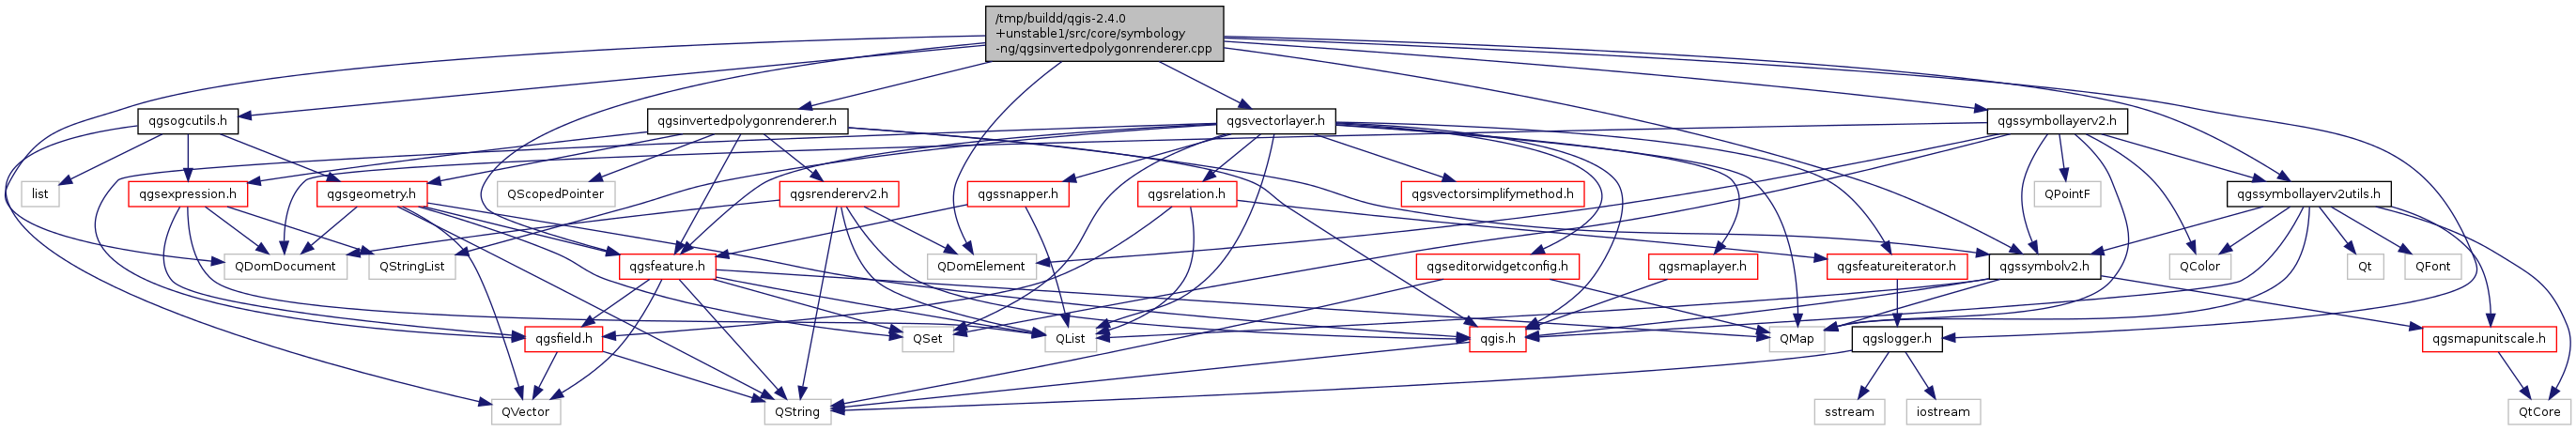 /tmp/buildd/qgis-2.4.0
+unstable1/src/core/symbology
-ng/qgsinvertedpolygonrenderer.cpp
qgsogcutils.h
qgsinvertedpolygonrenderer.h
qgsvectorlayer.h
qgssymbollayerv2.h
list
qgsexpression.h
qgsgeometry.h
QScopedPointer
qgsrendererv2.h
qgssnapper.h
qgsrelation.h
qgsvectorsimplifymethod.h
QPointF
qgssymbollayerv2utils.h
QDomDocument
QStringList
qgsfeature.h
QDomElement
qgseditorwidgetconfig.h
qgsmaplayer.h
qgsfeatureiterator.h
qgssymbolv2.h
QColor
Qt
QFont
qgsfield.h
QSet
QList
qgis.h
QMap
qgslogger.h
qgsmapunitscale.h
QVector
QString
sstream
iostream
QtCore